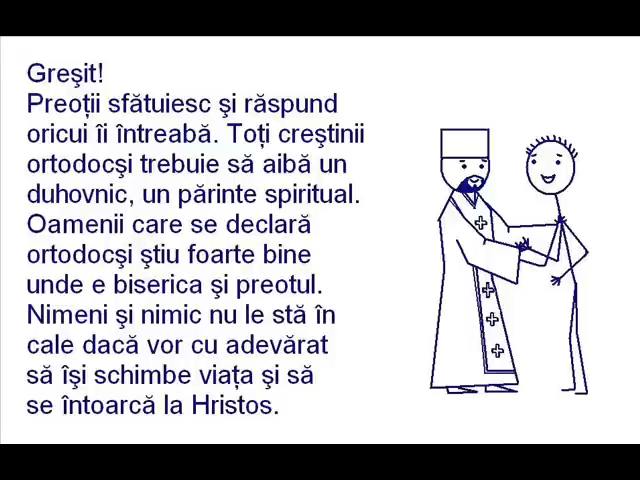 Greşit!
Preoţii sfătuiesc şi răspund
oricui îi întreabă. Toţi creştinii
ortodocşi trebuie să aibă un
duhovnic, un părinte spiritual.
Oamenii care se declară
ortodocşi ştiu foarte bine
unde e biserica şi preotul.
Nimeni şi nimic nu le stă în
cale dacă vor cu adevărat
să îşi schimbe viaţa şi să
se întoarcă la Hristos.